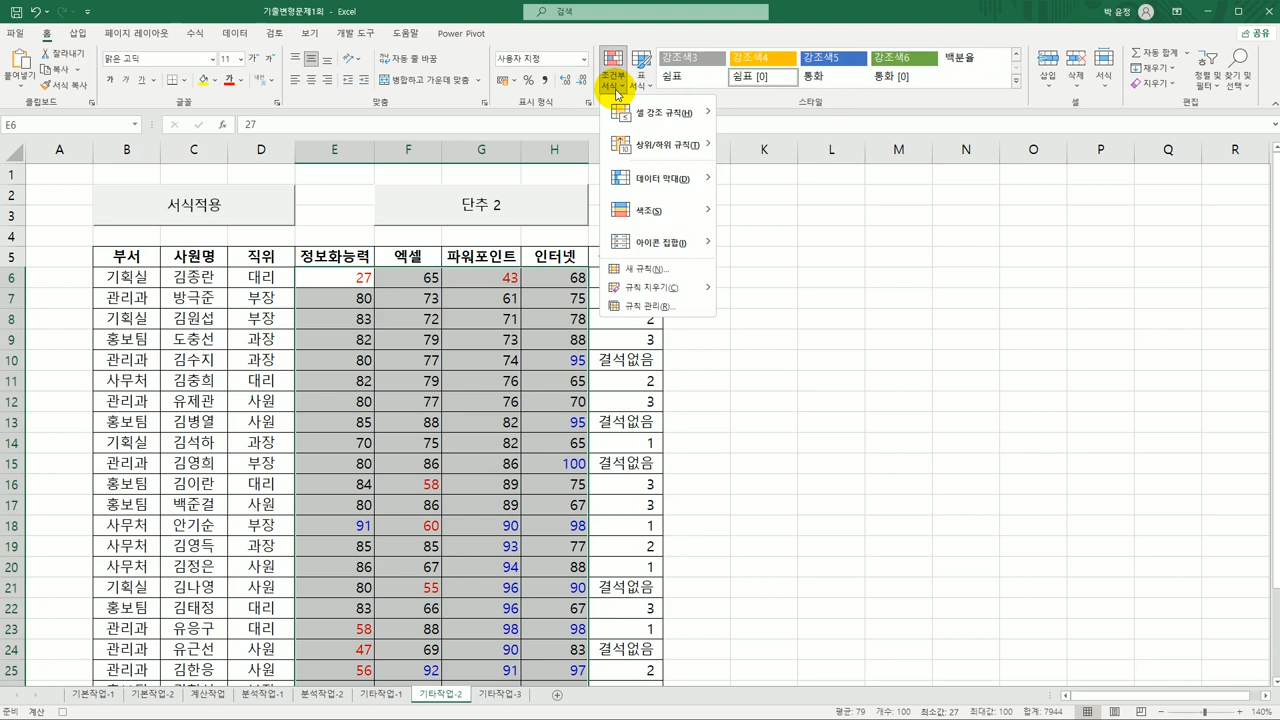 기출변형문제1회 - Excel
검색
박 윤정
파일 홈 삽입 페이지 레이아웃 수식 데이터 검토 보기 개발 도구 도움말 Power Pivot
공유
붙여넣기
잘라내기
복사
서식 복사
클립보드
맑은 고딕 11
가 가 가
글꼴
자동 줄 바꿈
병합하고 가운데 맞춤
맞춤
사용자 지정
표시 형식
조건부 서식
표 서식
강조색3 강조색4 강조색5 강조색6 백분율
쉼표 쉼표 [0] 통화 통화 [0]
스타일
삽입 삭제 서식
셀
자동 합계
채우기
지우기
정렬 및 필터
찾기 및 선택
편집
셀 강조 규칙(H)
상위/하위 규칙(T)
데이터 막대(D)
색조(S)
아이콘 집합(I)
새 규칙(N)...
규칙 지우기(C)
규칙 관리(R)...
E6 fx 27
A B C D E F G H K L M N O P Q R
1
2
3
서식적용 단추 2
4
5 부서 사원명 직위 정보화능력 엑셀 파워포인트 인터넷
6 기획실 김종란 대리 27 65 43 68
7 관리과 방극준 부장 80 73 61 75
8 기획실 김원섭 부장 83 72 71 78 2
9 홍보팀 도충선 과장 82 79 73 88 3
10 관리과 김수지 과장 80 77 74 95 결석없음
11 사무처 김충희 대리 82 79 76 65 2
12 관리과 유제관 사원 80 77 76 70 3
13 홍보팀 김병열 사원 85 88 82 95 결석없음
14 기획실 김석하 과장 70 75 82 65 1
15 관리과 김영희 부장 80 86 86 100 결석없음
16 홍보팀 김이란 대리 84 58 89 75 3
17 홍보팀 백준걸 사원 80 86 89 67 3
18 사무처 안기순 부장 91 60 90 98 1
19 사무처 김영득 과장 85 85 93 77 2
20 사무처 김정은 사원 86 67 94 88 1
21 기획실 김나영 사원 80 55 96 90 결석없음
22 홍보팀 김태정 대리 83 66 96 67 3
23 관리과 유응구 대리 58 88 98 98 1
24 관리과 유근선 사원 47 69 90 83 결석없음
25 관리과 김한응 사원 56 92 91 97 2
기본작업-1 기본작업-2 계산작업 분석작업-1 분석작업-2 기타작업-1 기타작업-2 기타작업-3
준비 계산 평균: 79 개수: 100 최소값: 27 최대값: 100 합계: 7944 140%